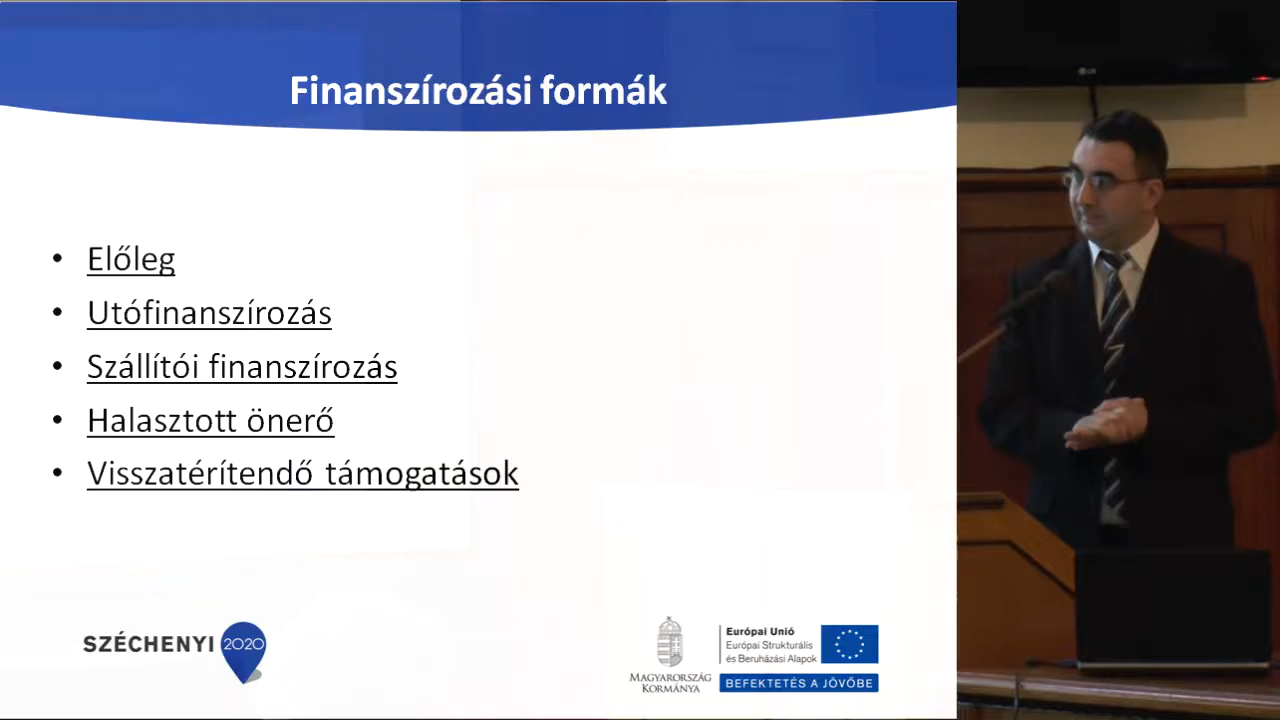 Finanszírozási formák
• Előleg
• Utófinanszírozás
• Szállítói finanszírozás
• Halasztott önerő
• Visszatérítendő támogatások
SZÉCHENYI 2020
MAGYARORSZÁG
KORMÁNYA
Európai Unió
Európai Strukturális
és Beruházási Alapok
BEFEKTETÉS A JÖVŐBE
LG